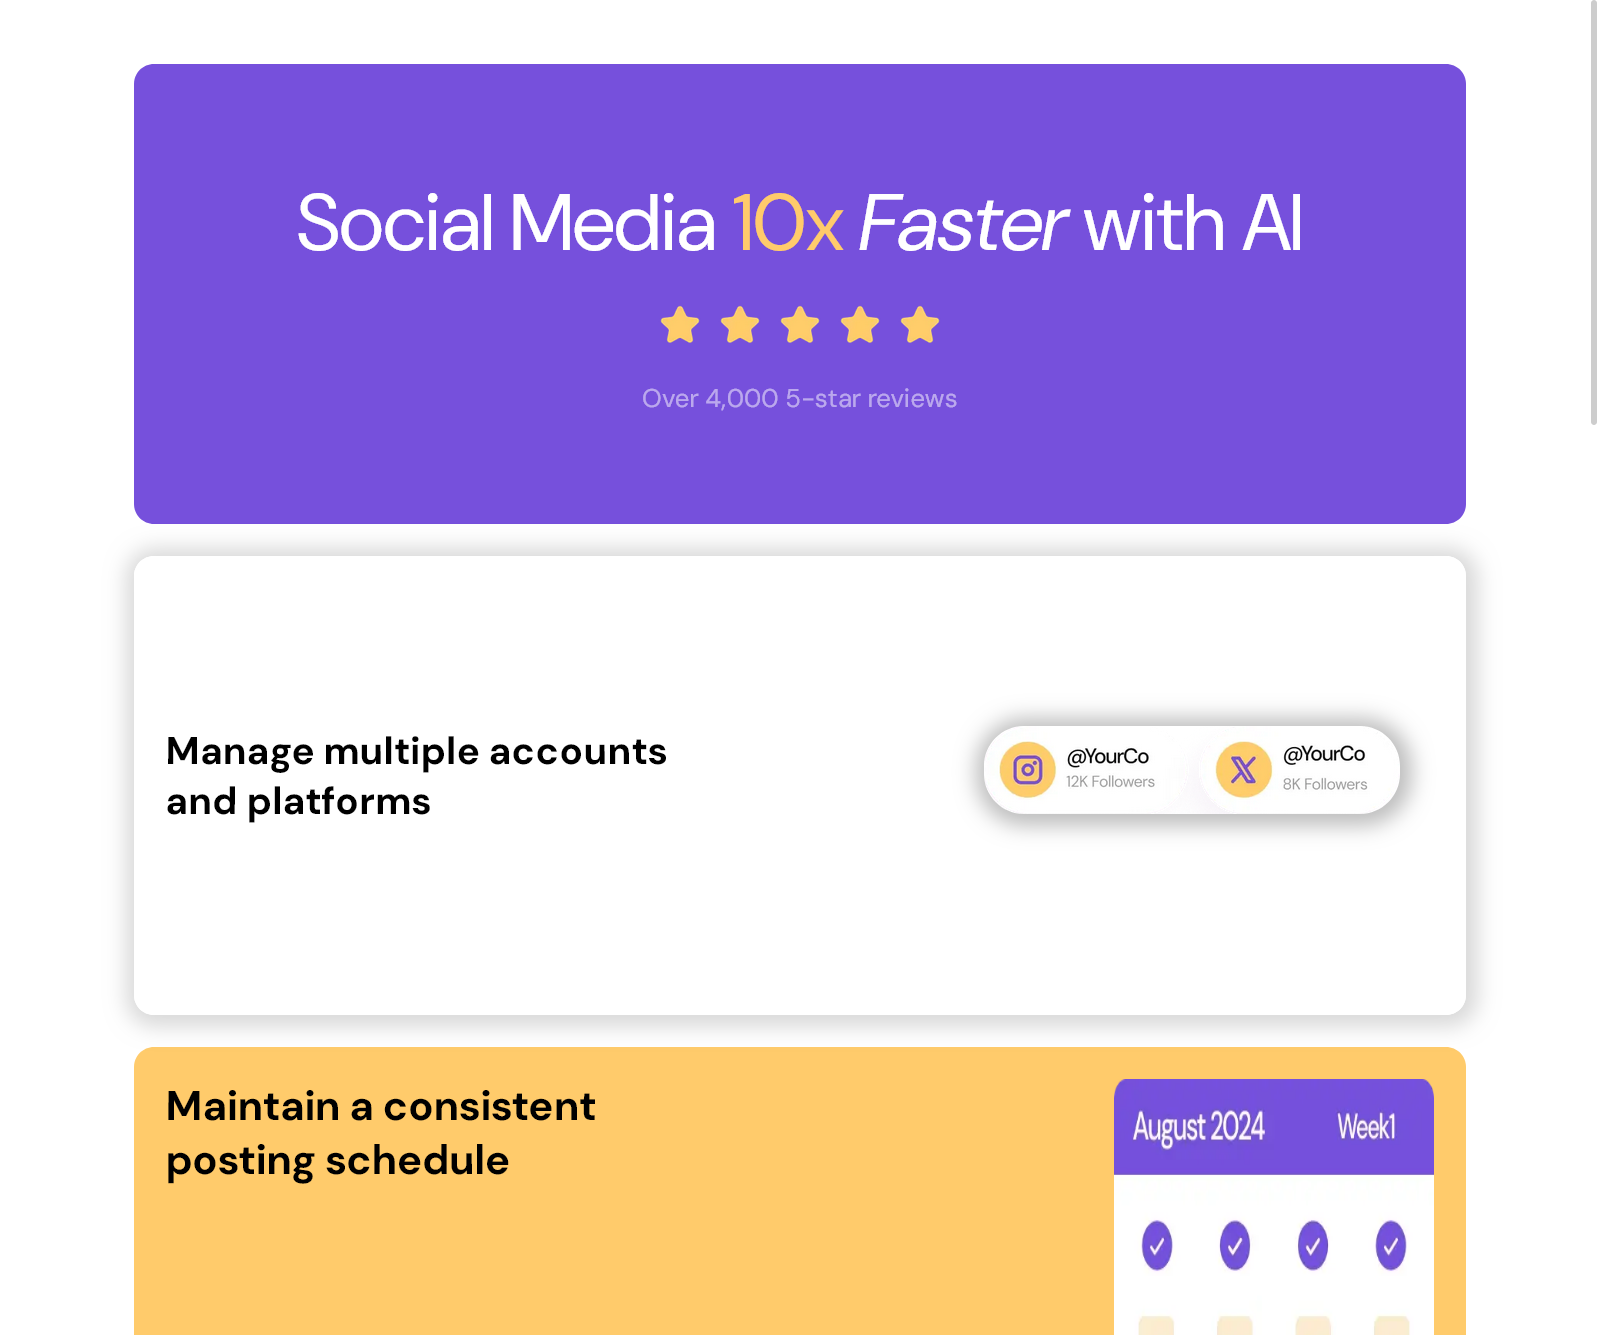 Social Media 10x Faster with AI
Over 4,000 5-star reviews
Manage multiple accounts
and platforms
@YourCo
12K Followers
@YourCo
8K Followers
Maintain a consistent
posting schedule
August 2024 Week1